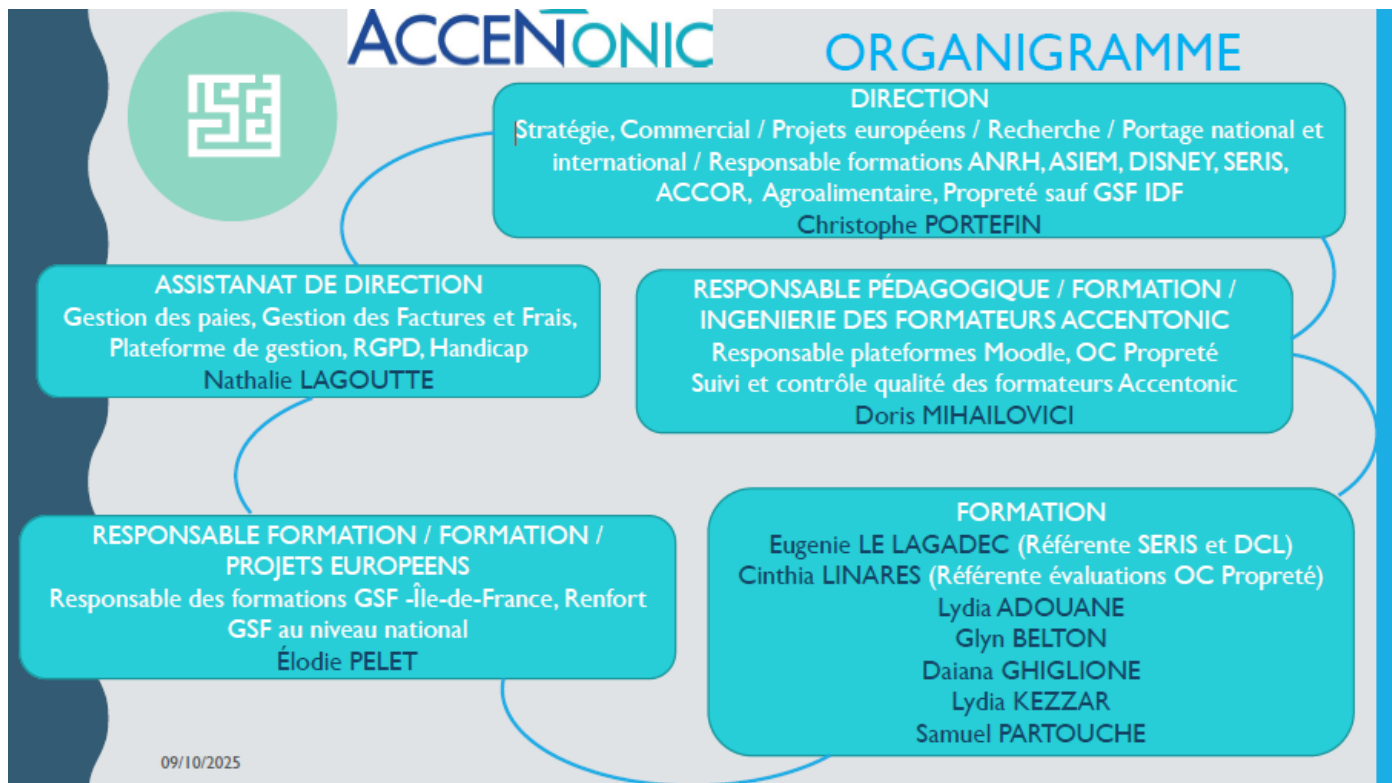 ACCENONIC
ORGANIGRAMME
DIRECTION
Stratégie, Commercial / Projets européens / Recherche / Portage national et
international / Responsable formations ANRH, ASIEM, DISNEY, SERIS,
ACCOR, Agroalimentaire, Propreté sauf GSF IDF
Christophe PORTEFIN
ASSISTANAT DE DIRECTION
Gestion des paies, Gestion des Factures et Frais,
Plateforme de gestion, RGPD, Handicap
Nathalie LAGOUTTE
RESPONSABLE PÉDAGOGIQUE / FORMATION /
INGENIERIE DES FORMATEURS ACCENTONIC
Responsable plateformes Moodle, OC Propreté
Suivi et contrôle qualité des formateurs Accentonic
Doris MIHAILOVICI
RESPONSABLE FORMATION / FORMATION /
PROJETS EUROPEENS
Responsable des formations GSF -Île-de-France, Renfort
GSF au niveau national
Élodie PELET
FORMATION
Eugenie LE LAGADEC (Référente SERIS et DCL)
Cinthia LINARES (Référente évaluations OC Propreté)
Lydia ADOUANE
Glyn BELTON
Daiana GHIGLIONE
Lydia KEZZAR
Samuel PARTOUCHE
09/10/2025